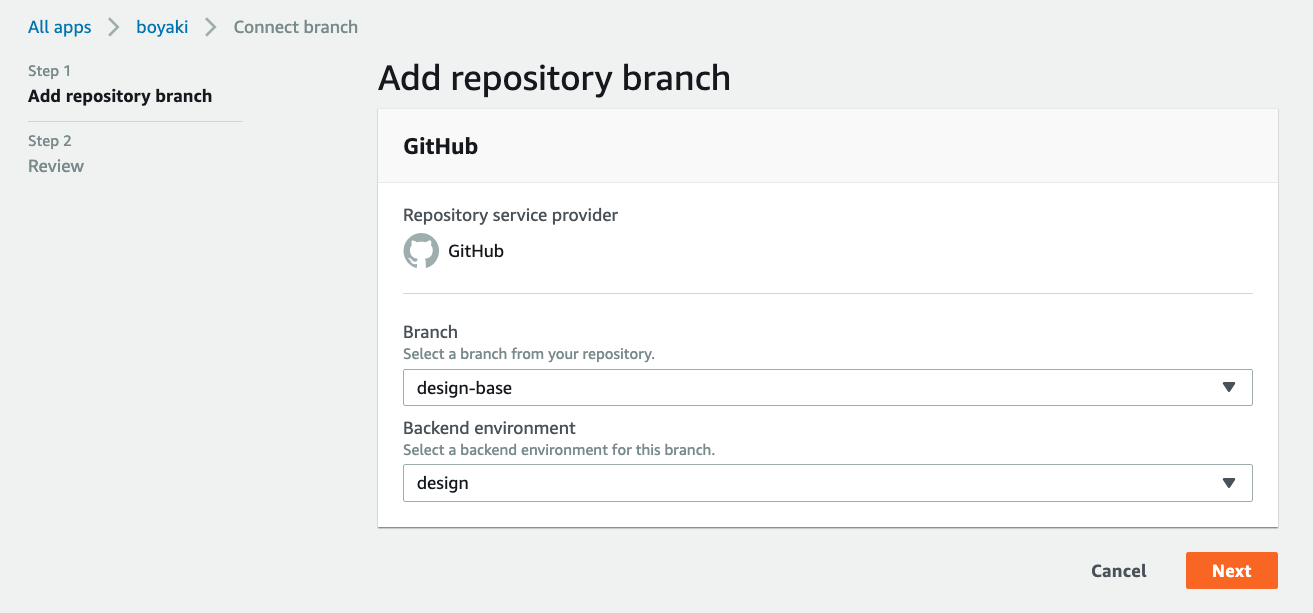 All apps > boyaki > Connect branch
Step 1
Add repository branch
Step 2
Review
Add repository branch
GitHub
Repository service provider
GitHub
Branch
Select a branch from your repository.
design-base
Backend environment
Select a backend environment for this branch.
design
Cancel Next